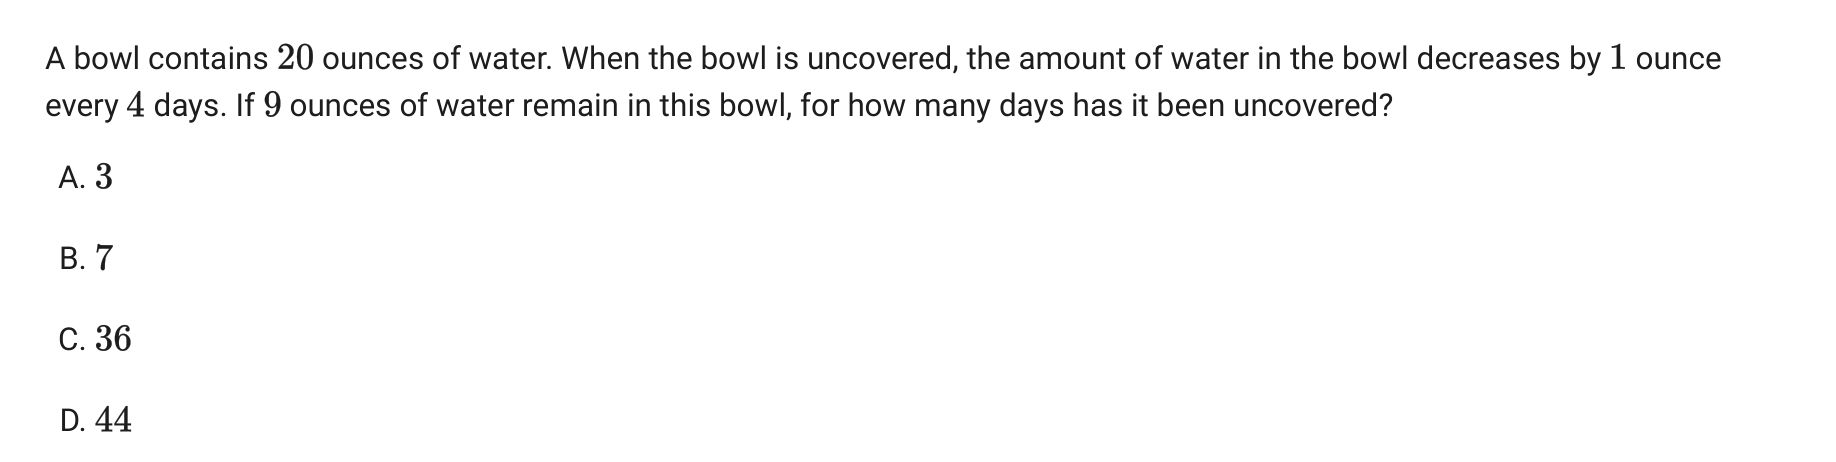 A bowl contains 20 ounces of water. When the bowl is uncovered, the amount of water in the bowl decreases by 1 ounce
every 4 days. If 9 ounces of water remain in this bowl, for how many days has it been uncovered?
A. 3
B. 7
C. 36
D. 44